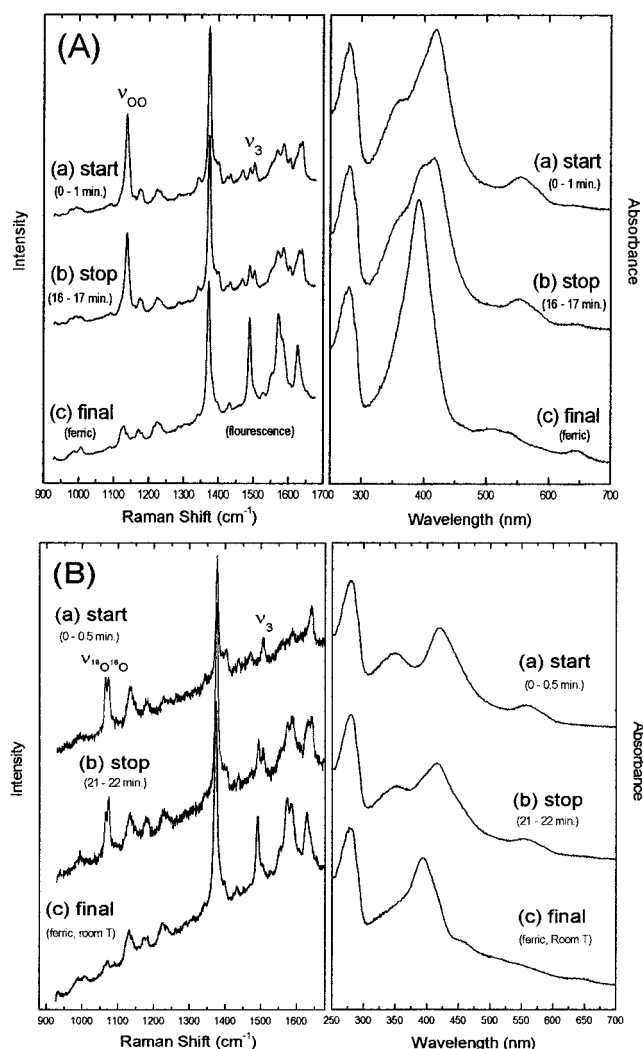 (A)
νOO
ν3
(a) start
(0 - 1 min.)
(b) stop
(16 - 17 min.)
(c) final
(ferric)
(flourescence)
Intensity
900 1000 1100 1200 1300 1400 1500 1600 1700
Raman Shift (cm-1)
(a) start
(0 - 1 min.)
(b) stop
(16 - 17 min.)
(c) final
(ferric)
Absorbance
300 400 500 600 700
Wavelength (nm)
(B)
(a) start
(0 - 0.5 min.)
ν18O18O
ν3
(b) stop
(21 - 22 min.)
(c) final
(ferric, room T)
Intensity
900 1000 1100 1200 1300 1400 1500 1600
Raman Shift (cm-1)
(a) start
(0 - 0.5 min.)
(b) stop
(21 - 22 min.)
(c) final
(ferric, Room T)
Absorbance
250 300 350 400 450 500 550 600 650 700
Wavelength (nm)